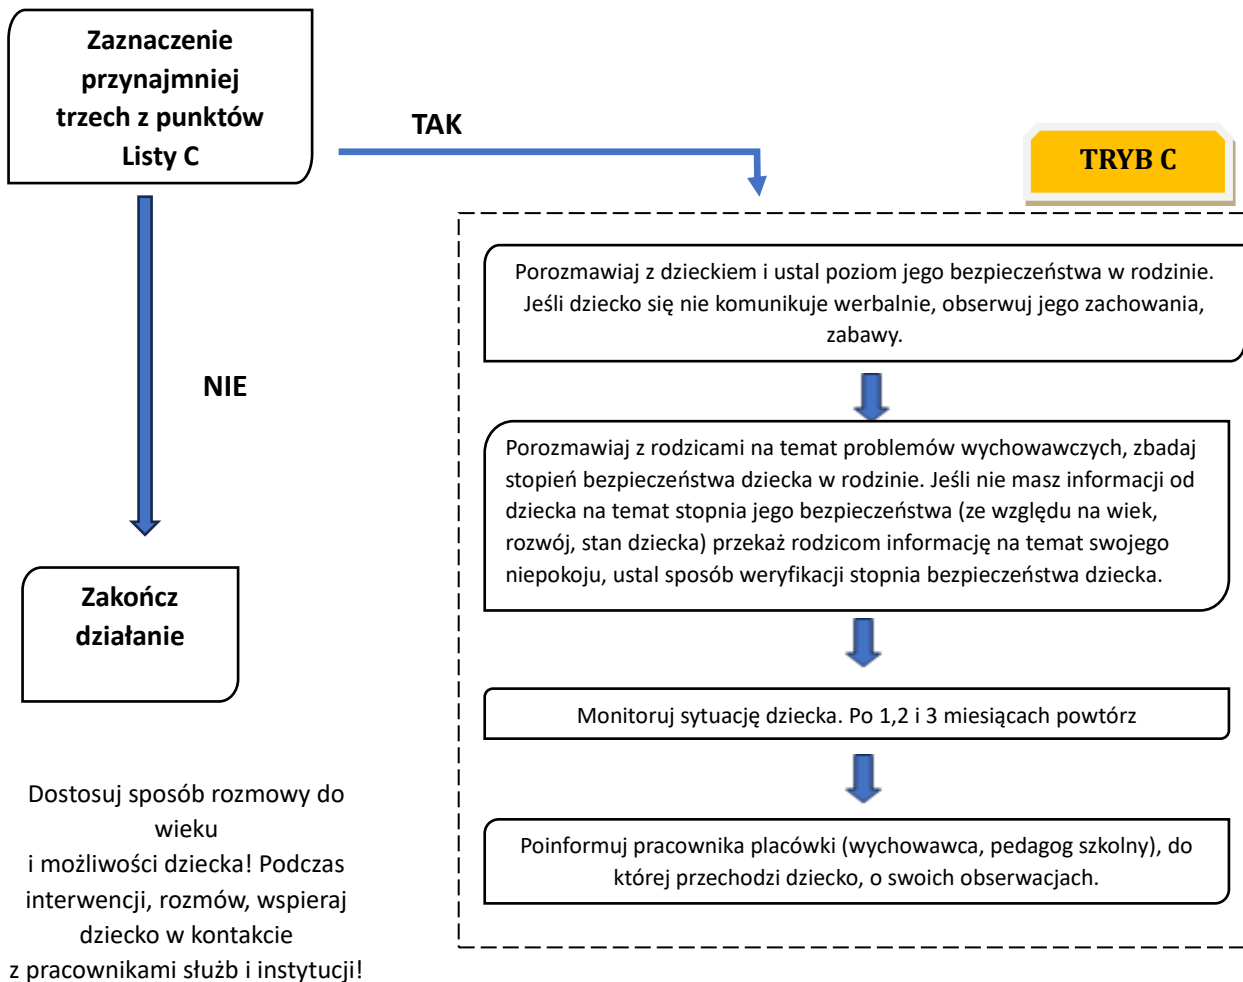 Zaznaczenie
przynajmniej
trzech z punktów
Listy C
TAK
TRYB C
Porozmawiaj z dzieckiem i ustal poziom jego bezpieczeństwa w rodzinie.
Jeśli dziecko się nie komunikuje werbalnie, obserwuj jego zachowania,
zabawy.
NIE
Porozmawiaj z rodzicami na temat problemów wychowawczych, zbadaj
stopień bezpieczeństwa dziecka w rodzinie. Jeśli nie masz informacji od
dziecka na temat stopnia jego bezpieczeństwa (ze względu na wiek,
rozwój, stan dziecka) przekaż rodzicom informację na temat swojego
niepokoju, ustal sposób weryfikacji stopnia bezpieczeństwa dziecka.
Zakończ
działanie
Monitoruj sytuację dziecka. Po 1,2 i 3 miesiącach powtórz
Poinformuj pracownika placówki (wychowawca, pedagog szkolny), do
której przechodzi dziecko, o swoich obserwacjach.
Dostosuj sposób rozmowy do
wieku
i możliwości dziecka! Podczas
interwencji, rozmów, wspieraj
dziecko w kontakcie
z pracownikami służb i instytucji!